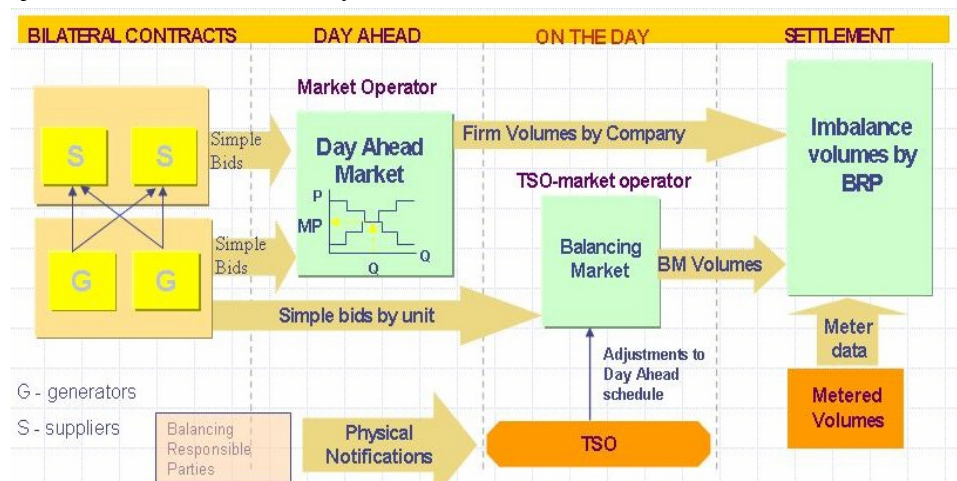 BILATERAL CONTRACTS
DAY AHEAD
ON THE DAY
SETTLEMENT
Market Operator
S
S
Simple
Bids
Day Ahead
Market
P
MP
Q
Q
Firm Volumes by Company
Imbalance
volumes by
BRP
TSO-market operator
G
G
Simple
Bids
Balancing
Market
BM Volumes
Simple bids by unit
Adjustments to
Day Ahead
schedule
Meter
data
G - generators
S - suppliers
Balancing
Responsible
Parties
Physical
Notifications
TSO
Metered
Volumes